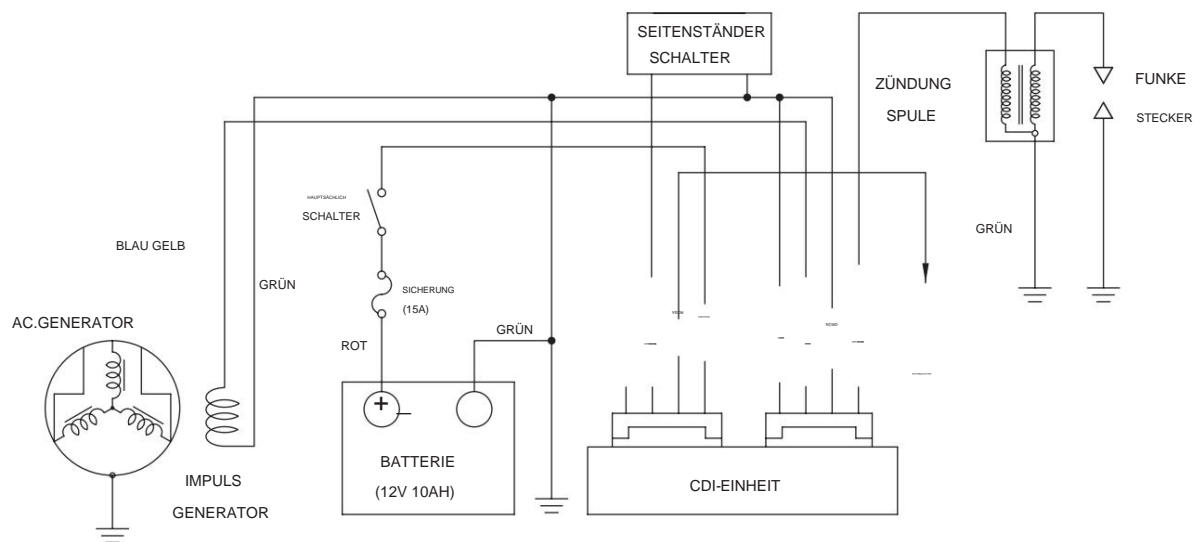 SEITENSTÄNDER
SCHALTER
ZÜNDUNG
SPULE
FUNKE
STECKER
HAUPTSÄCHLICH
SCHALTER
GRÜN
BLAU GELB
GRÜN
SICHERUNG
(15A)
AC.GENERATOR
GRÜN
ROT
+
–
BATTERIE
(12V 10AH)
IMPULS
GENERATOR
CDI-EINHEIT